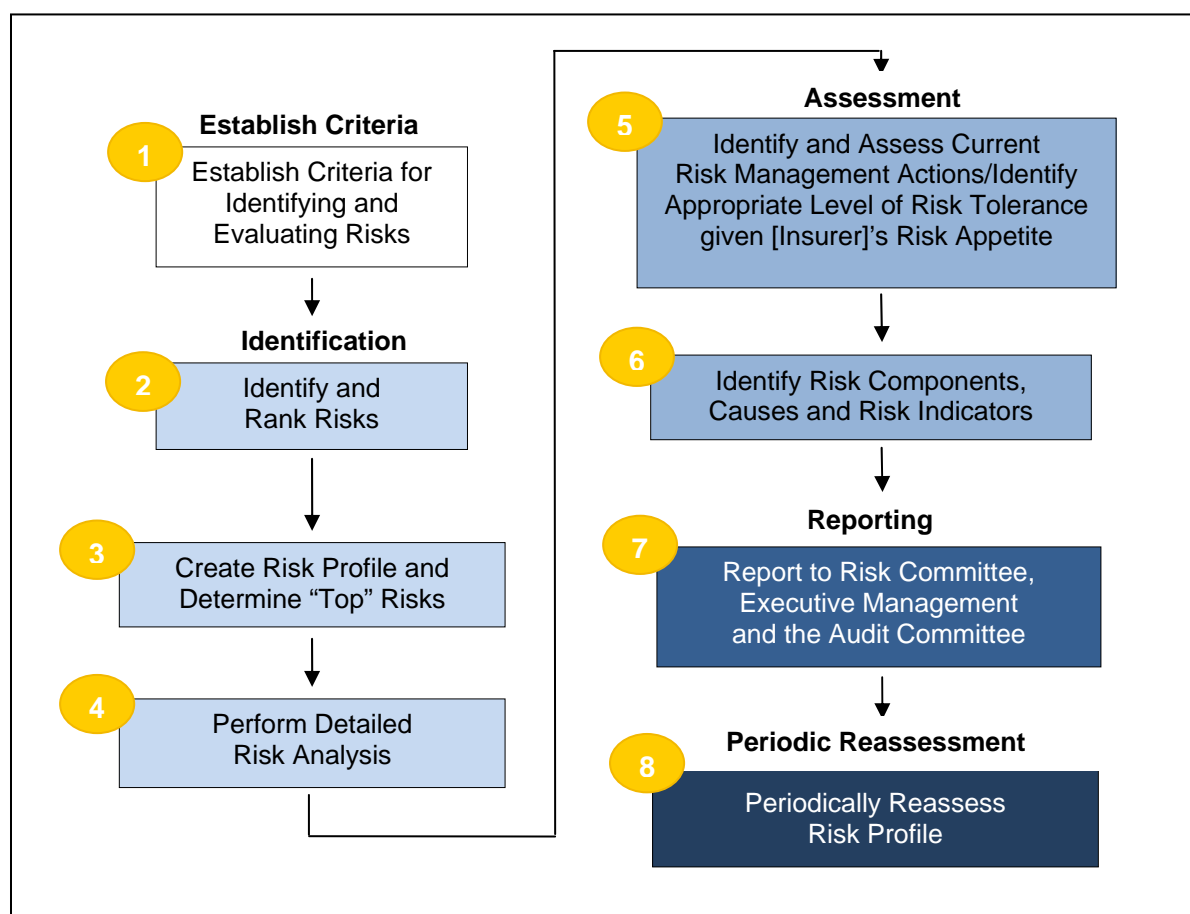 Establish Criteria
1
Establish Criteria for
Identifying and
Evaluating Risks
Identification
2
Identify and
Rank Risks
3
Create Risk Profile and
Determine “Top” Risks
4
Perform Detailed
Risk Analysis
Assessment
5
Identify and Assess Current
Risk Management Actions/Identify
Appropriate Level of Risk Tolerance
given [Insurer]’s Risk Appetite
6
Identify Risk Components,
Causes and Risk Indicators
Reporting
7
Report to Risk Committee,
Executive Management
and the Audit Committee
Periodic Reassessment
8
Periodically Reassess
Risk Profile